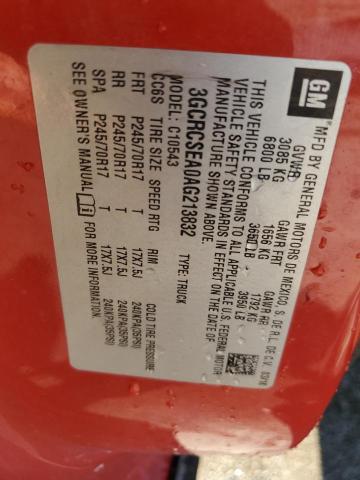 GM
MFD BY GENERAL MOTORS DE MEXICO S. DE R.L. DE C.V.
GVWR GAWR FRT GAWR RR
3085 KG 1656 KG 1792 KG
6800 LB 3650 LB 3950 LB
THIS VEHICLE CONFORMS TO ALL APPLICABLE U.S. FEDERAL MOTOR
VEHICLE SAFETY STANDARDS IN EFFECT ON THE DATE OF
MANUFACTURE SHOWN ABOVE.
3GCRCSEA0AG213832 TYPE: TRUCK
MODEL: C10543
CC6S TIRE SIZE SPEED RTG RIM COLD TIRE PRESSURE
FRT P245/70R17 T 17X7.5J 240KPA(35PSI)
RR P245/70R17 T 17X7.5J 240KPA(35PSI)
SPA P245/70R17 T 17X7.5J 240KPA(35PSI)
SEE OWNER'S MANUAL FOR MORE INFORMATION